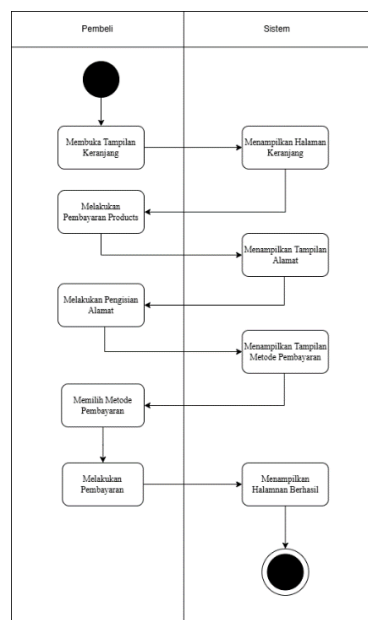 Pembeli
Sistem
Membuka Tampilan
Keranjang
Menampilkan Halaman
Keranjang
Melakukan
Pembayaran Products
Menampilkan Tampilan
Alamat
Melakukan Pengisian
Alamat
Menampilkan Tampilan
Metode Pembayaran
Memilih Metode
Pembayaran
Melakukan
Pembayaran
Menampilkan
Halamnan Berhasil